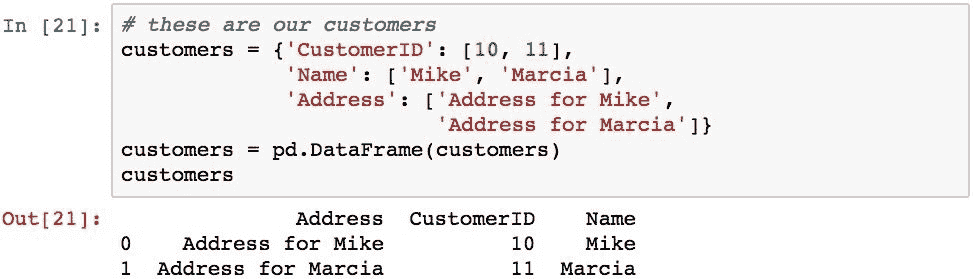 In [21]: # these are our customers
customers = {'CustomerID': [10, 11],
             'Name': ['Mike', 'Marcia'],
             'Address': ['Address for Mike',
                         'Address for Marcia']}
customers = pd.DataFrame(customers)
customers
Out[21]:               Address  CustomerID    Name
0     Address for Mike          10    Mike
1   Address for Marcia          11  Marcia